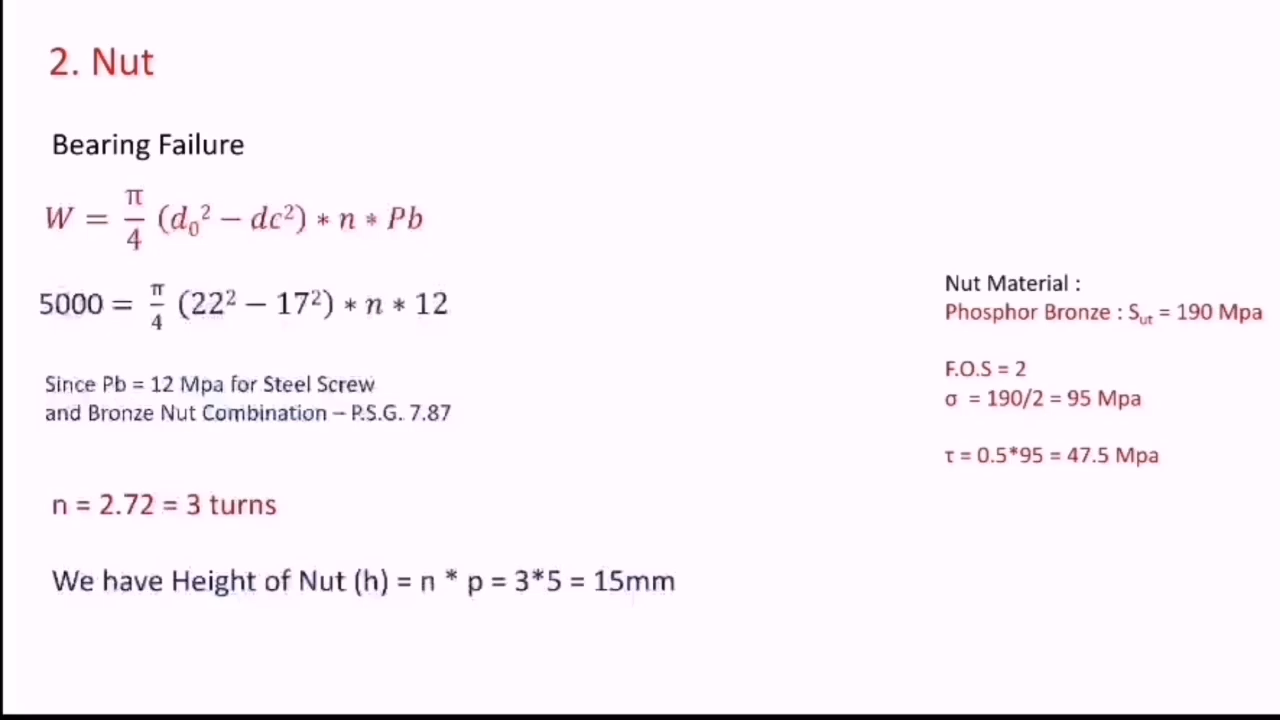 2. Nut
Bearing Failure
W = π/4 (d₀² − dc²) ∗ n ∗ Pb
5000 = π/4 (22² − 17²) ∗ n ∗ 12
Since Pb = 12 Mpa for Steel Screw
and Bronze Nut Combination – P.S.G. 7.87
n = 2.72 = 3 turns
We have Height of Nut (h) = n * p = 3*5 = 15mm
Nut Material :
Phosphor Bronze : Sᵤₜ = 190 Mpa
F.O.S = 2
σ = 190/2 = 95 Mpa
τ = 0.5*95 = 47.5 Mpa